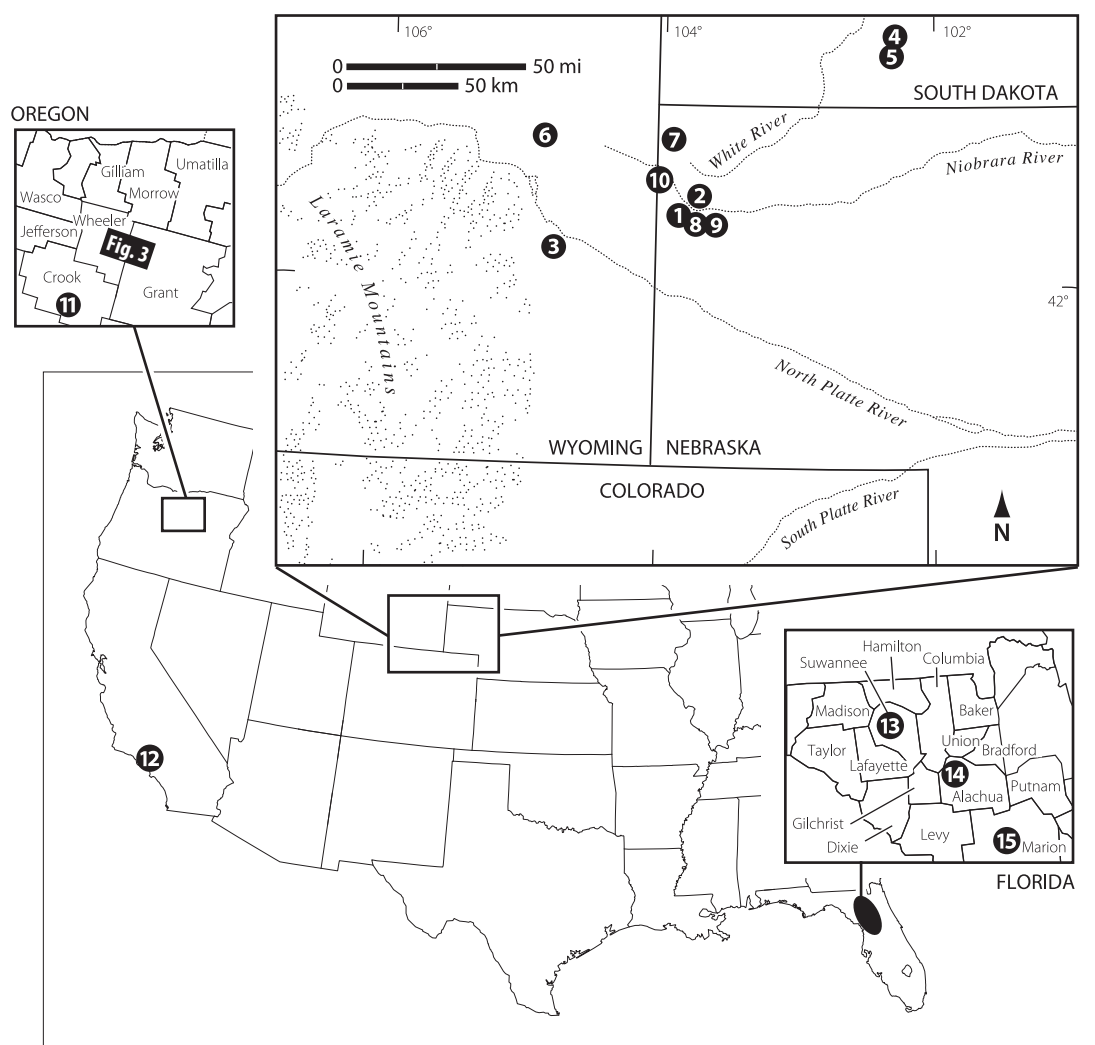 106°
104°
102°
0 50 mi
0 50 km
4
5
SOUTH DAKOTA
6
7
White River
Niobrara River
10
2
1
8
9
3
Laramie Mountains
42°
North Platte River
WYOMING
NEBRASKA
COLORADO
South Platte River
N
OREGON
Gilliam
Umatilla
Morrow
Wasco
Wheeler
Jefferson
Fig. 3
Crook
Grant
11
12
Hamilton
Suwannee
Columbia
Madison
Baker
13
Union
Taylor
Bradford
Lafayette
14
Putnam
Alachua
Gilchrist
Levy
Dixie
15
Marion
FLORIDA